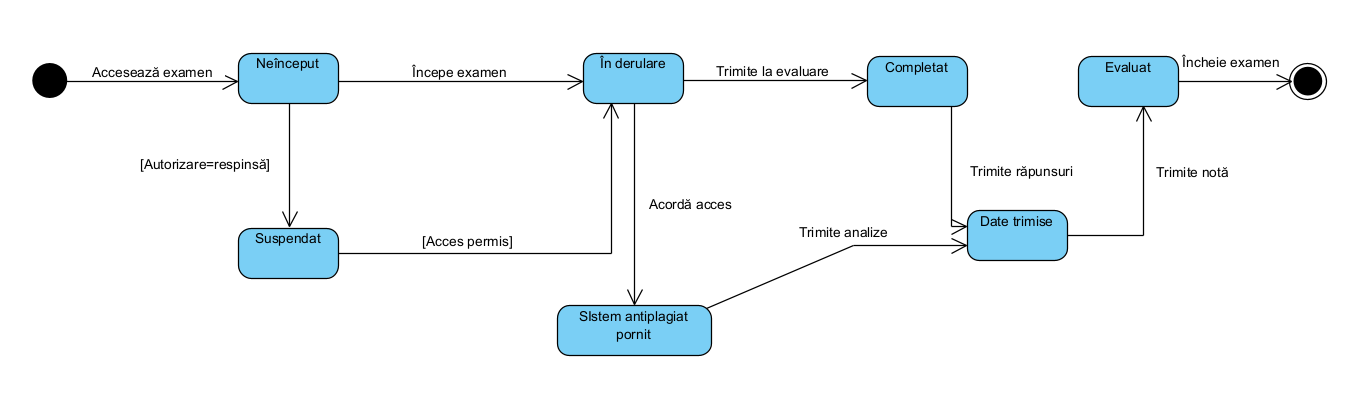 Accesează examen
Neînceput
Începe examen
În derulare
Trimite la evaluare
Completat
Evaluat
Încheie examen
[Autorizare=respinsă]
Trimite răpunsuri
Trimite notă
Acordă acces
Suspendat
[Acces permis]
Trimite analize
Date trimise
SIstem antiplagiat
pornit